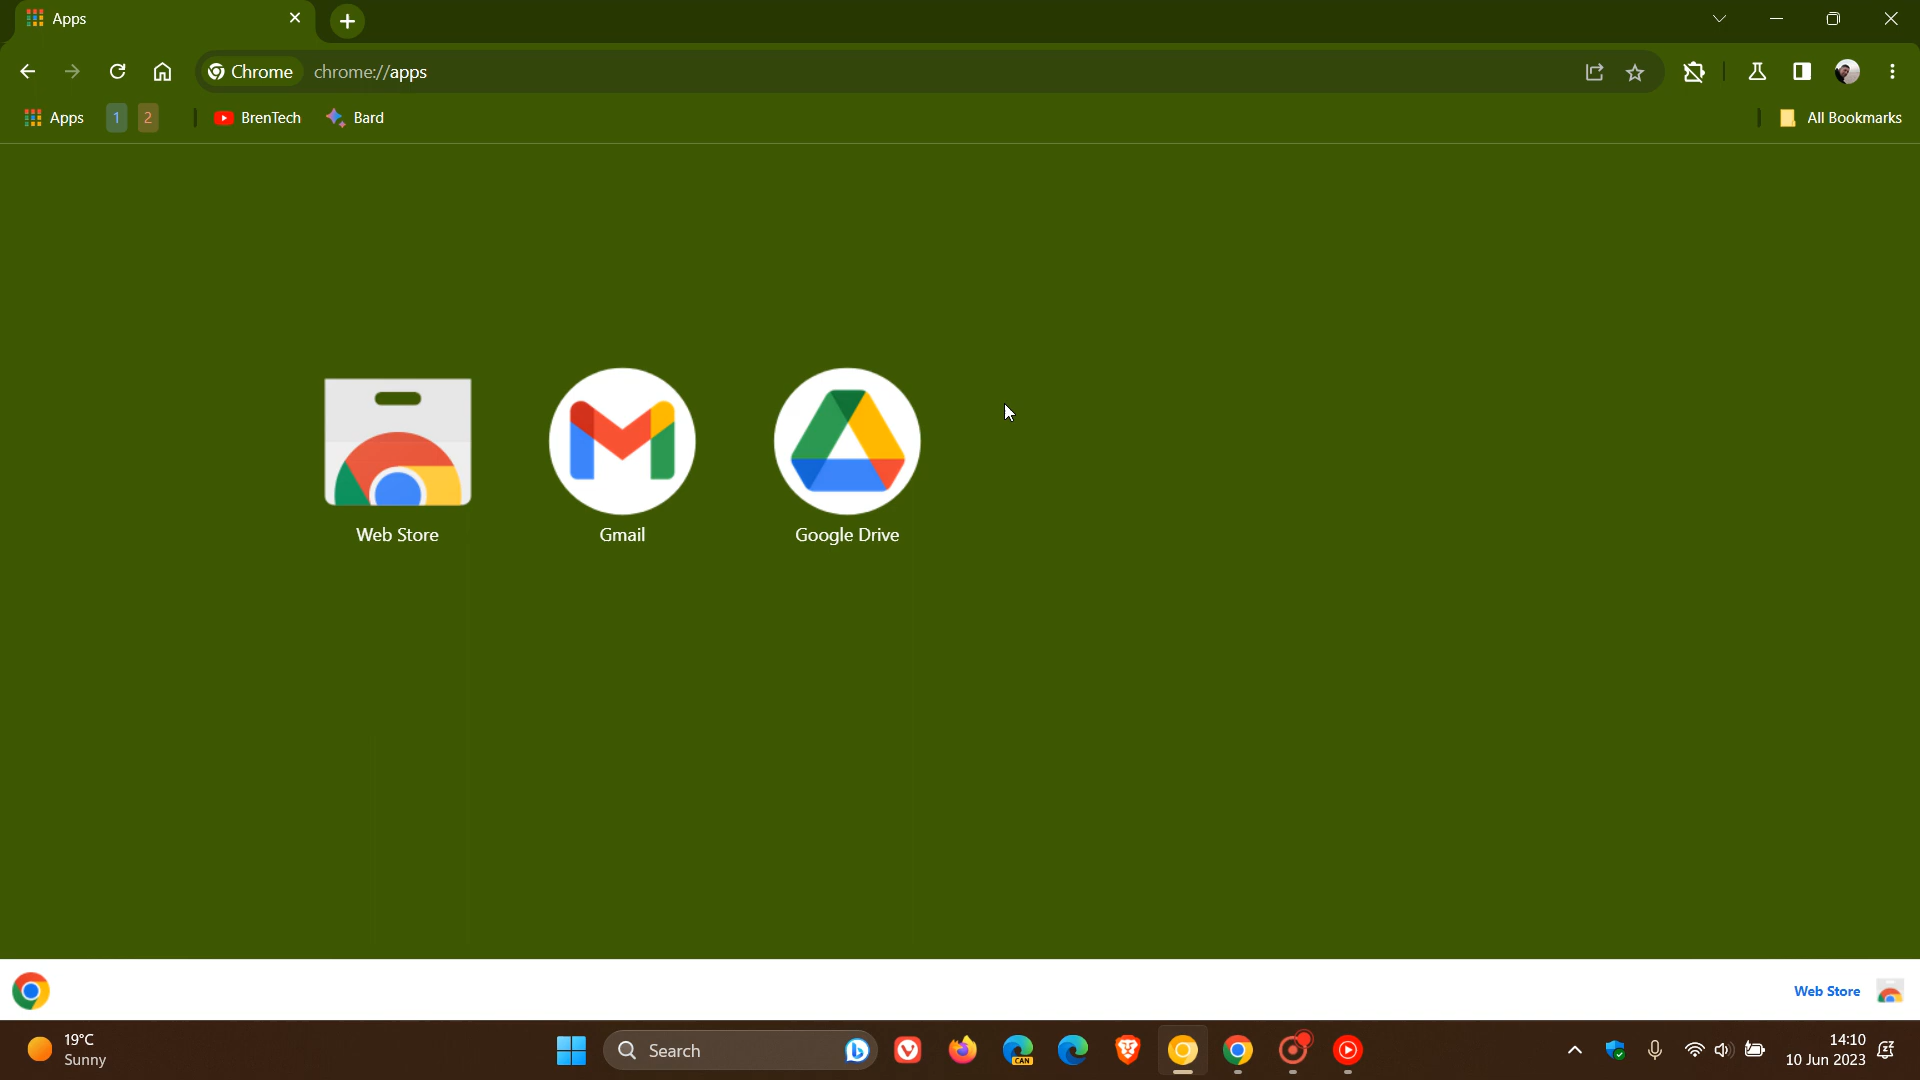 Apps
Chrome chrome://apps
Apps 1 2 BrenTech Bard All Bookmarks
Web Store Gmail Google Drive
Web Store
19°C
Sunny
Search
CAN
14:10
10 Jun 2023